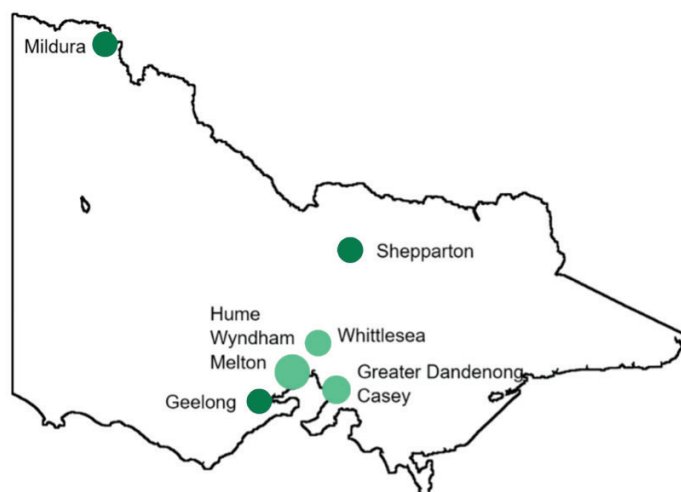 Mildura
Shepparton
Hume
Wyndham
Melton
Whittlesea
Greater Dandenong
Casey
Geelong